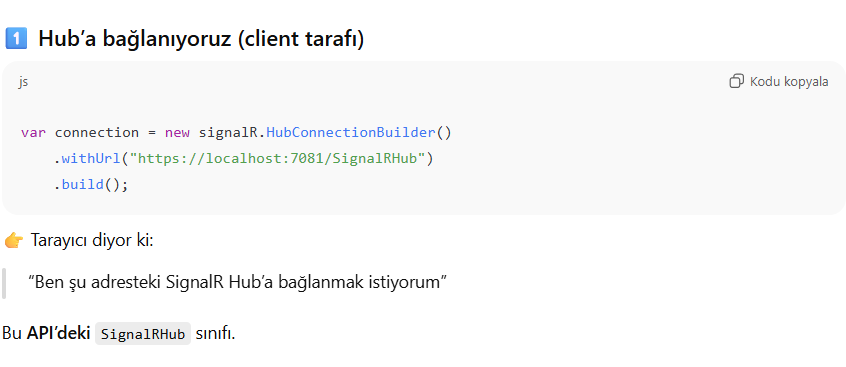 1 Hub’a bağlanıyoruz (client tarafı)
js Kodu kopyala
var connection = new signalR.HubConnectionBuilder()
    .withUrl("https://localhost:7081/SignalRHub")
    .build();
👉 Tarayıcı diyor ki:
“Ben şu adresteki SignalR Hub’a bağlanmak istiyorum”
Bu API’deki SignalRHub sınıfı.